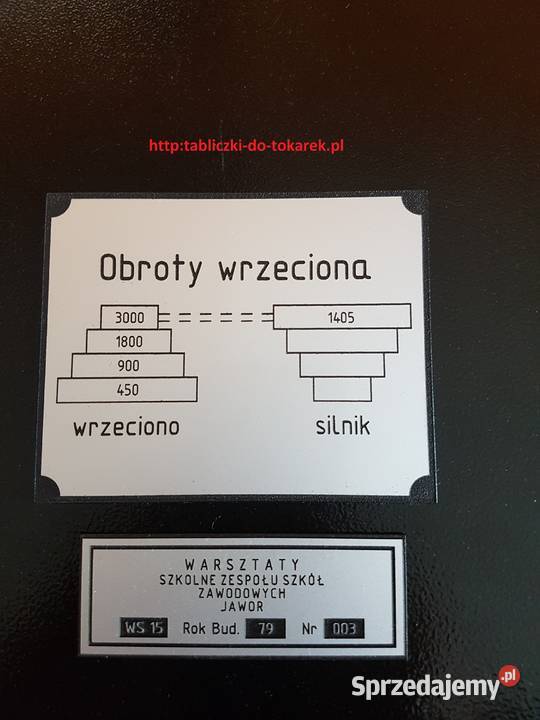 http:tabliczki-do-tokarek.pl
Obroty wrzeciona
3000 1405
1800
900
450
wrzeciono silnik
WARSZTATY
SZKOLNE ZESPOŁU SZKÓŁ
ZAWODOWYCH
JAWOR
WS 15 Rok Bud. 79 Nr 003
Sprzedajemy.pl